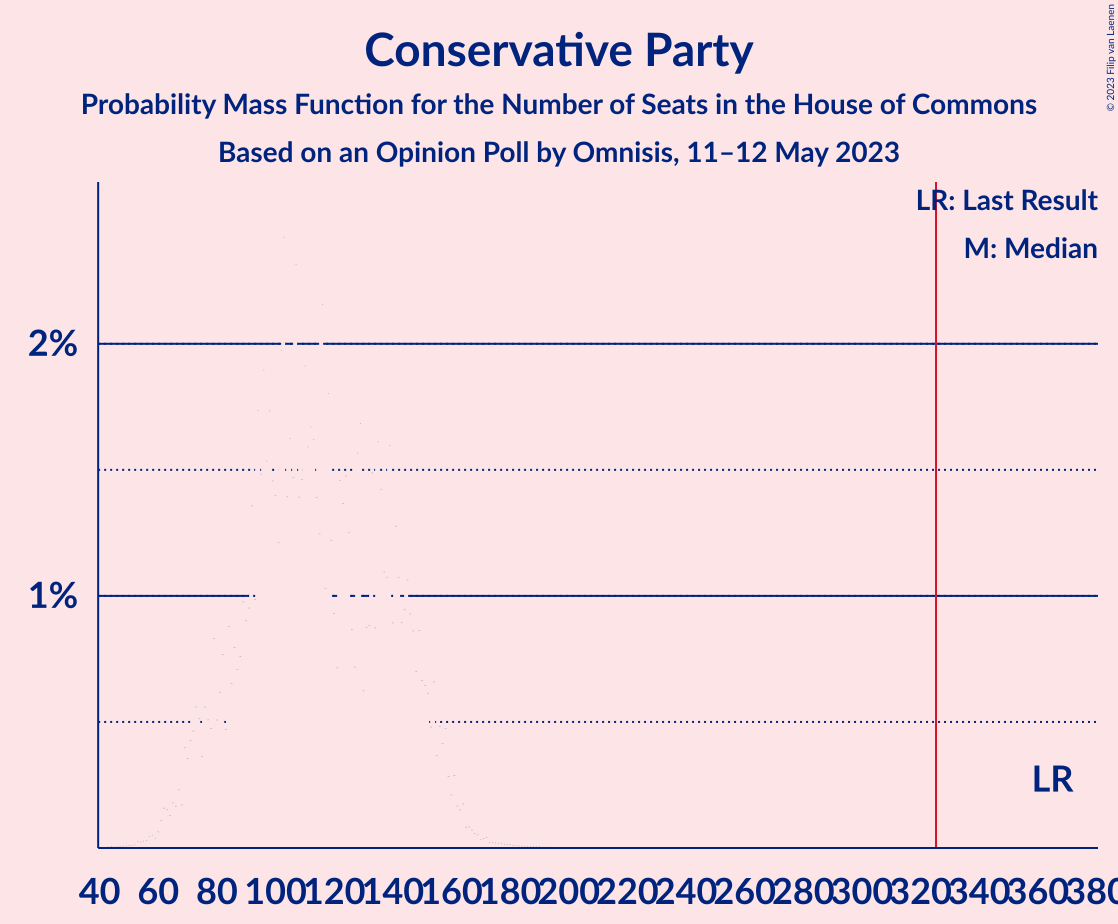 Conservative Party
Probability Mass Function for the Number of Seats in the House of Commons
Based on an Opinion Poll by Omnisis, 11–12 May 2023
© 2023 Filip van Laenen
LR: Last Result
M: Median
2%
1%
LR
40 60 80 100 120 140 160 180 200 220 240 260 280 300 320 340 360 380